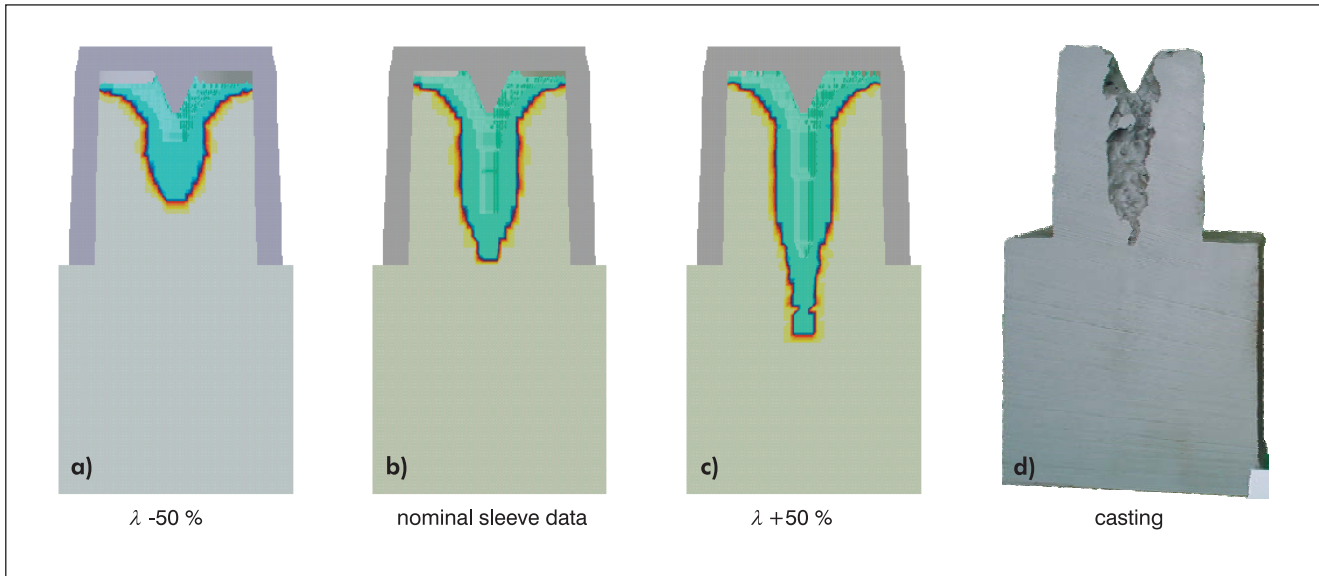 a)
b)
c)
d)
λ -50 %
nominal sleeve data
λ +50 %
casting